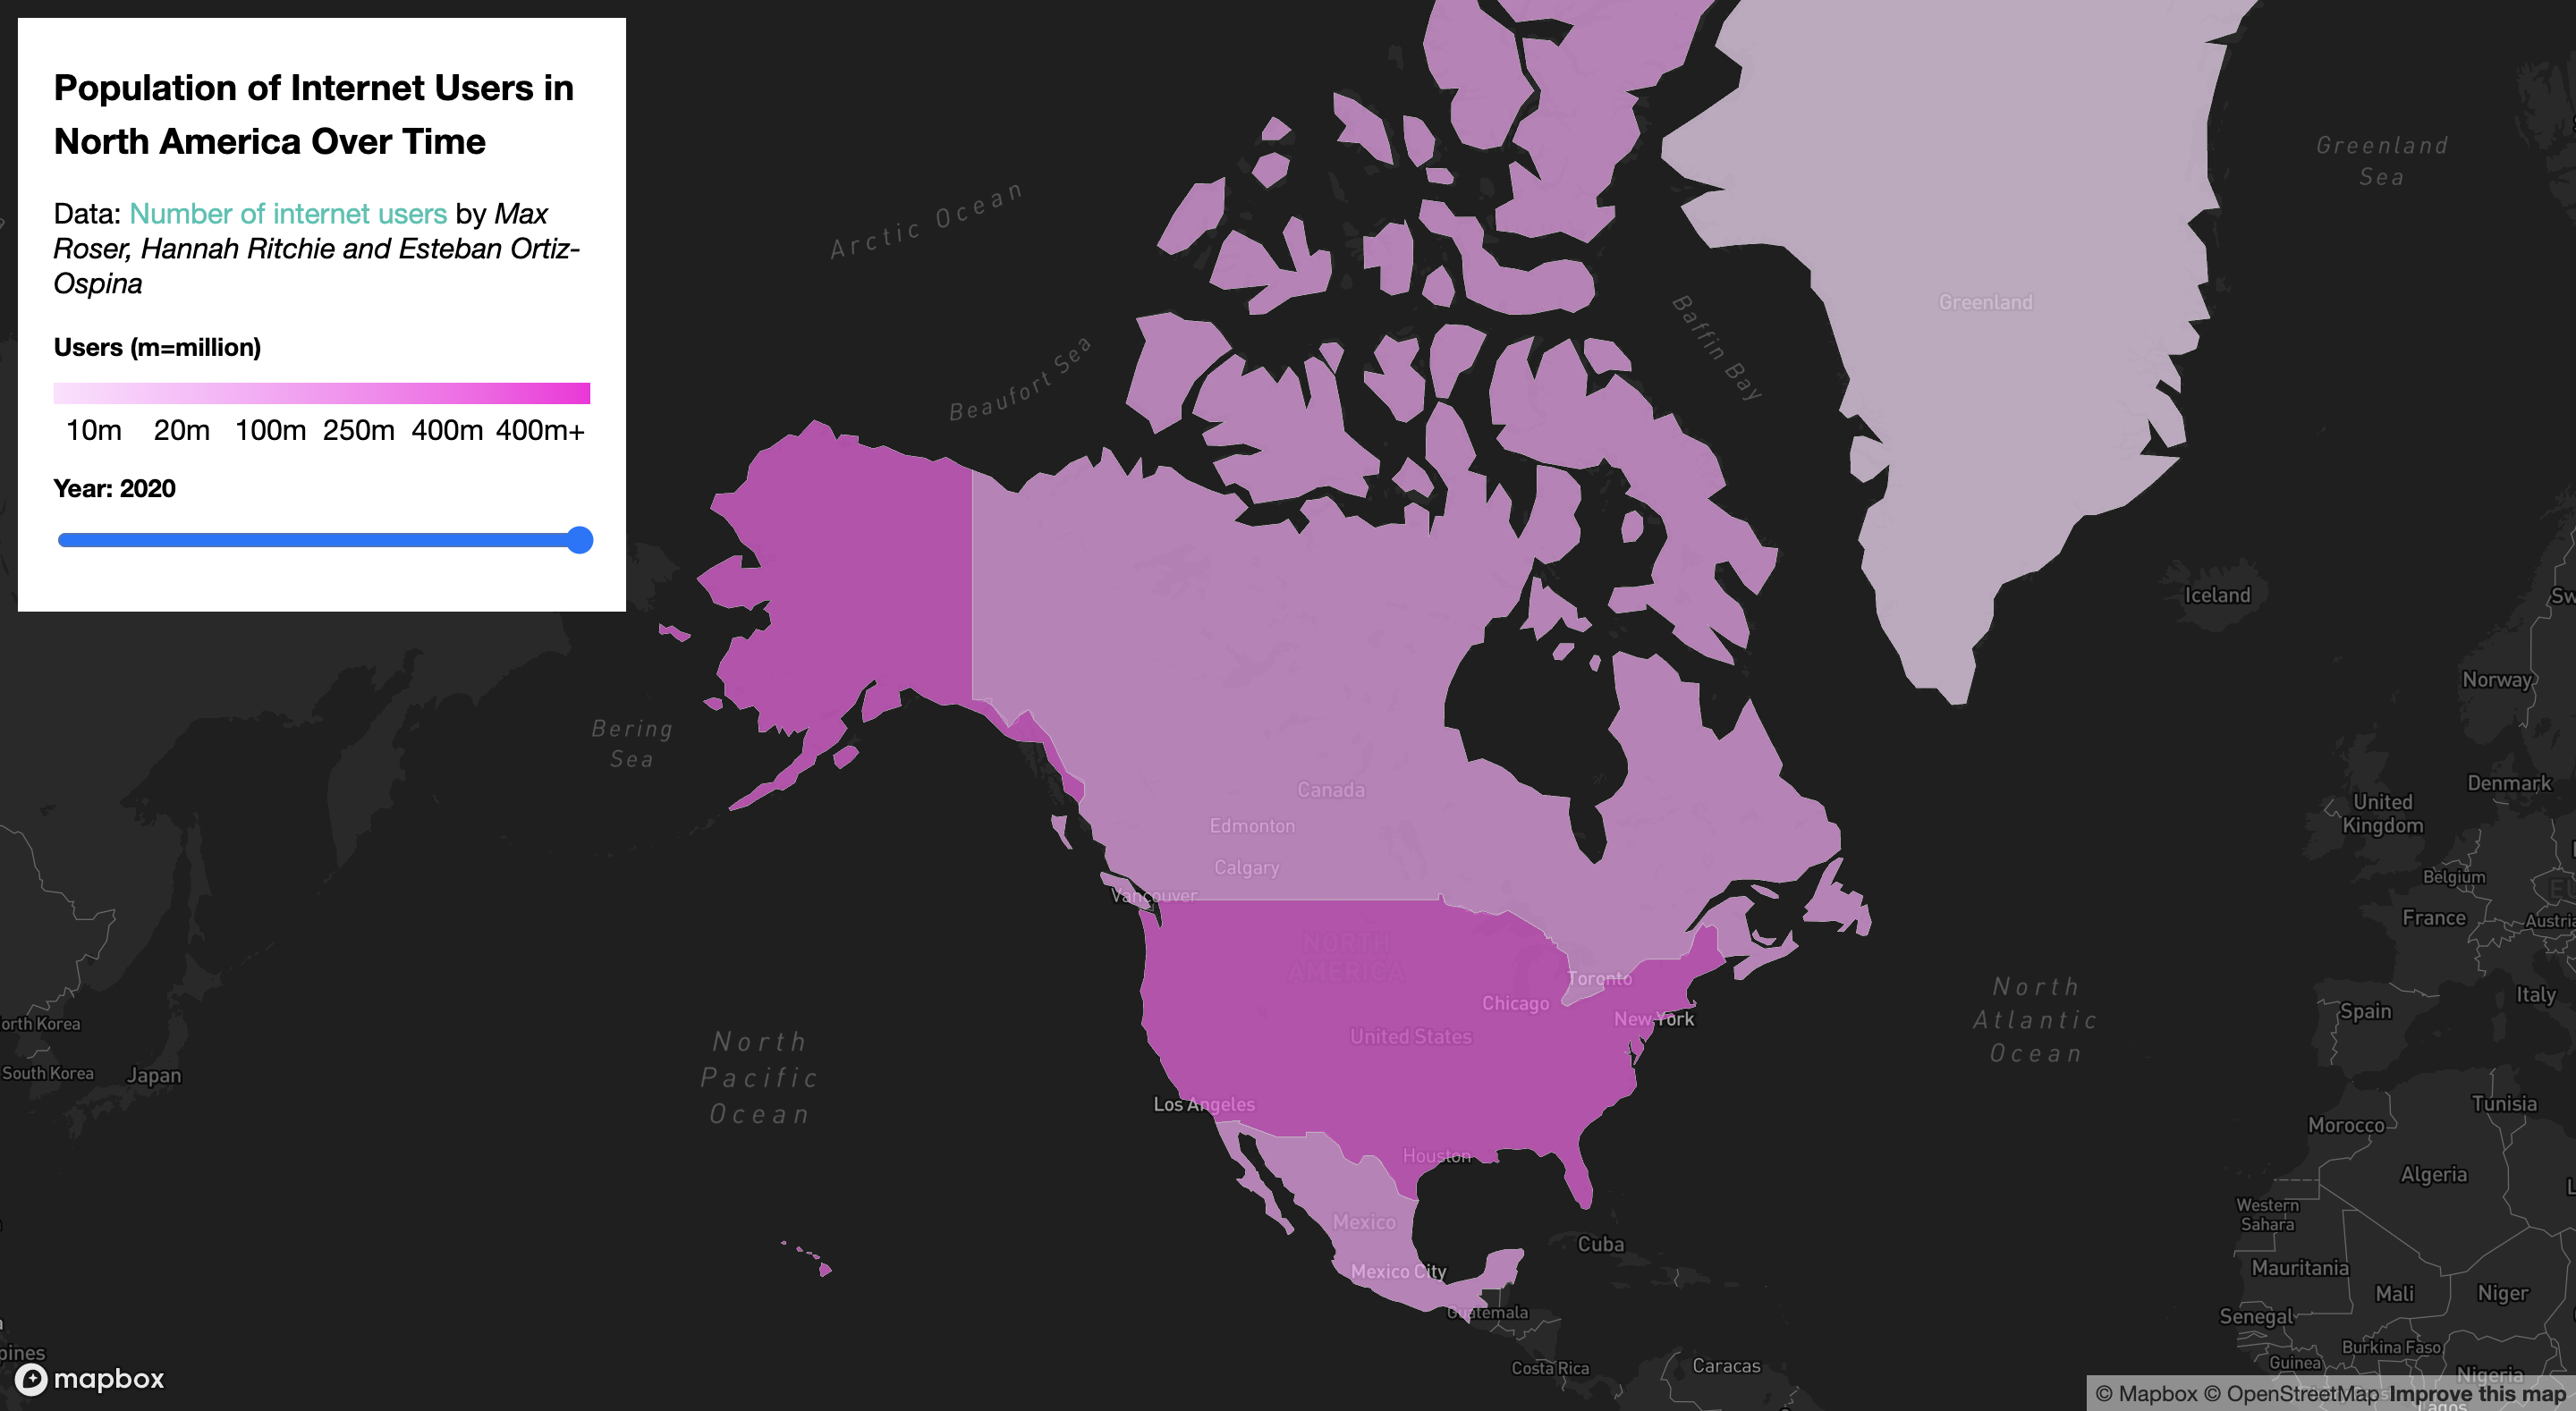 Population of Internet Users in
North America Over Time
Data: Number of internet users by Max
Roser, Hannah Ritchie and Esteban Ortiz-
Ospina
Users (m=million)
10m 20m 100m 250m 400m 400m+
Year: 2020
Greenland
Sea
Arctic Ocean
Baffin Bay
Greenland
Beaufort Sea
Iceland
Norway
Bering
Sea
Denmark
United
Kingdom
Canada
Edmonton
Calgary
Vancouver
Belgium
France
Austria
NORTH
AMERICA
Toronto
Chicago
New York
United States
North
Atlantic
Ocean
Italy
Spain
orth Korea
South Korea
Japan
North
Pacific
Ocean
Los Angeles
Houston
Tunisia
Morocco
Algeria
Western
Sahara
Mexico
Cuba
Mexico City
Mauritania
Mali
Niger
Guatemala
Senegal
Burkina Faso
Guinea
Nigeria
Costa Rica
Caracas
pines
mapbox
© Mapbox © OpenStreetMap Improve this map